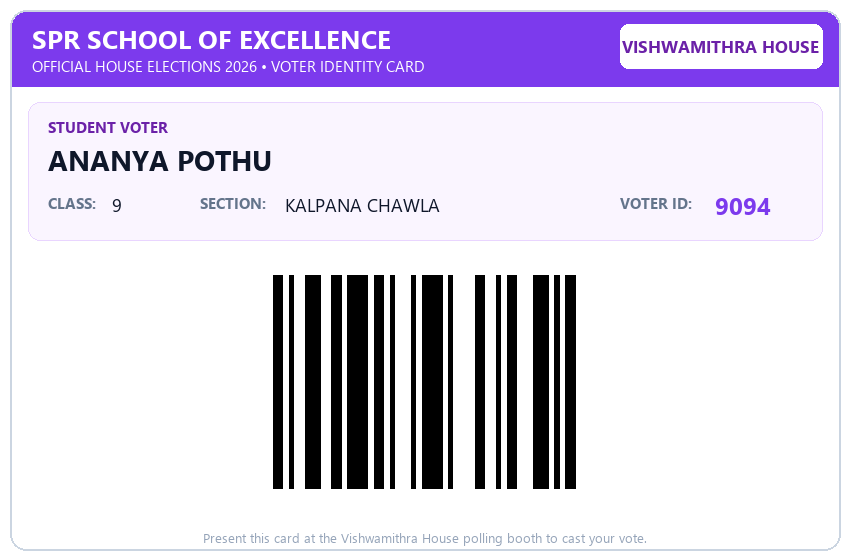 SPR SCHOOL OF EXCELLENCE
OFFICIAL HOUSE ELECTIONS 2026 • VOTER IDENTITY CARD
VISHWAMITHRA HOUSE
STUDENT VOTER
ANANYA POTHU
CLASS: 9 SECTION: KALPANA CHAWLA VOTER ID: 9094
Present this card at the Vishwamithra House polling booth to cast your vote.